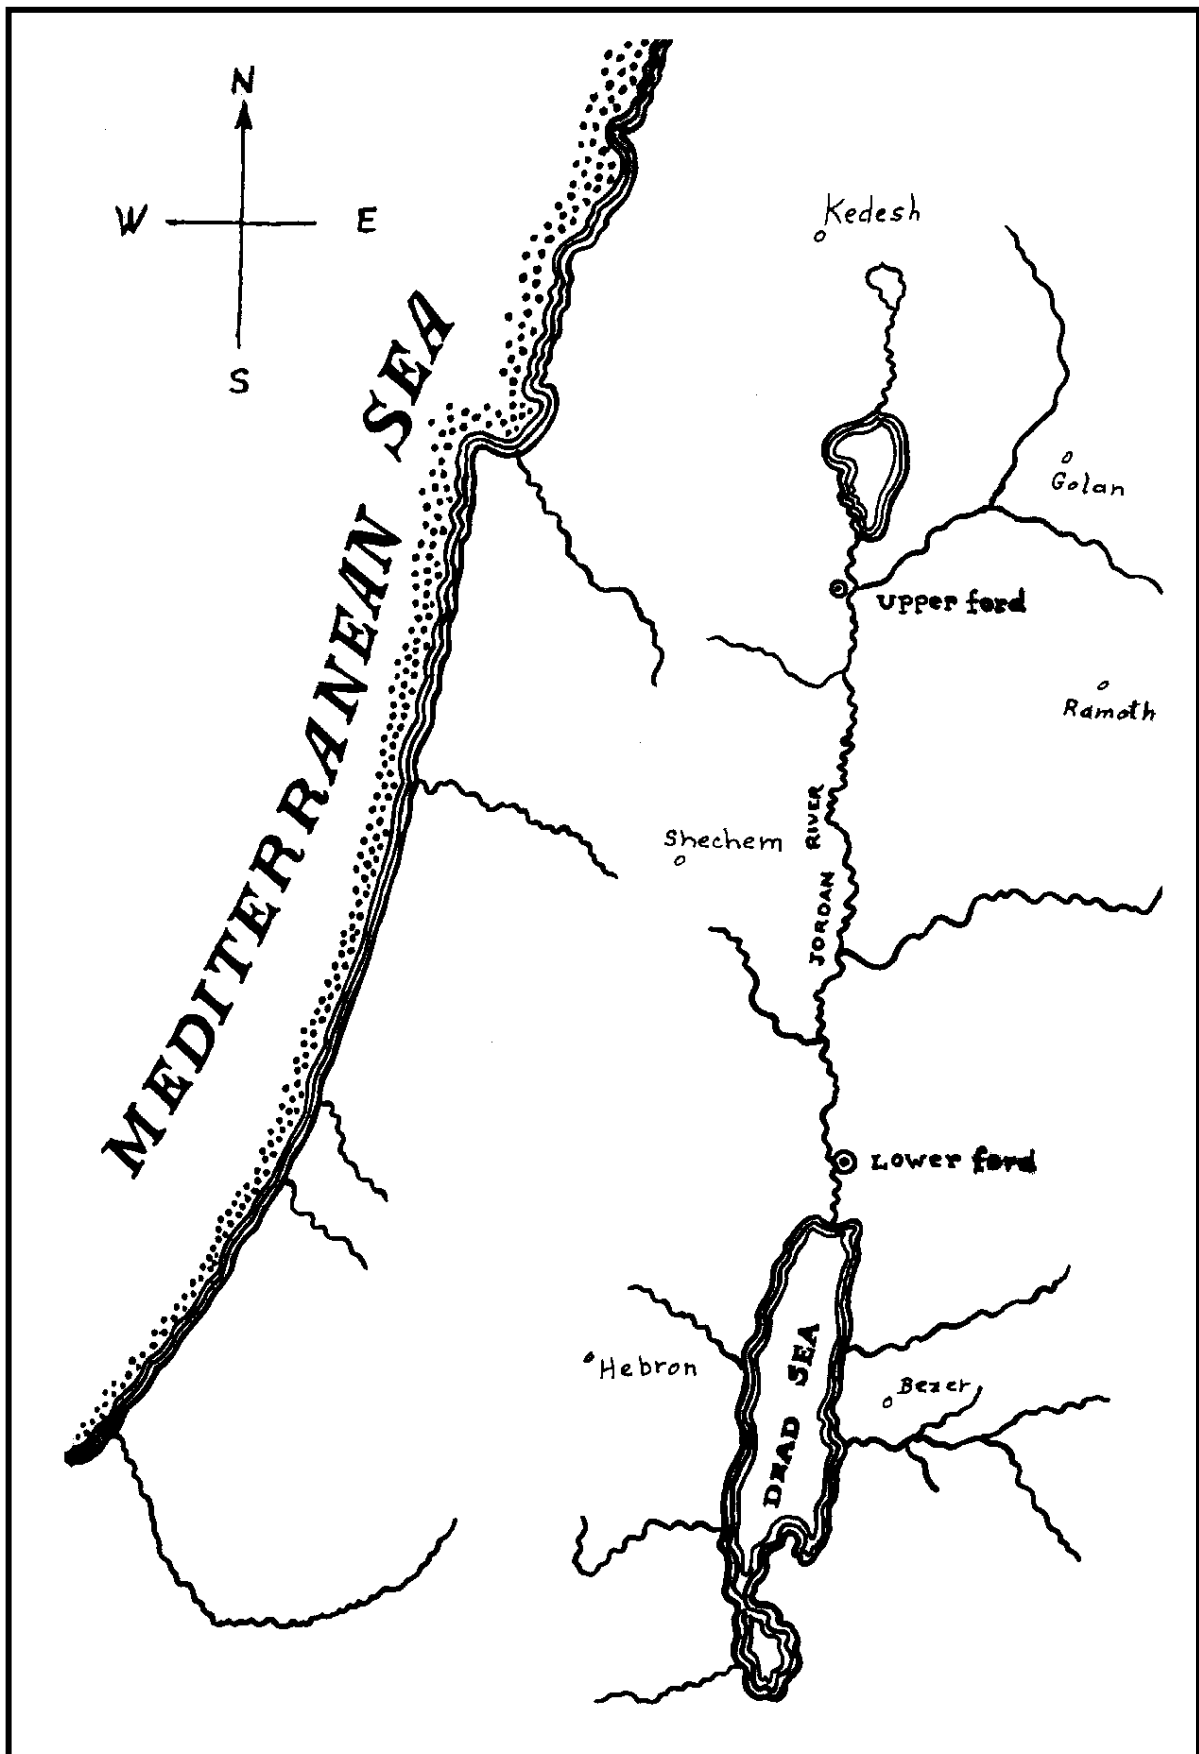 N
W
E
S
MEDITERRANEAN SEA
Kedesh
Golan
Upper ford
Ramoth
Shechem
JORDAN RIVER
Lower ford
Hebron
Bezer
DEAD SEA